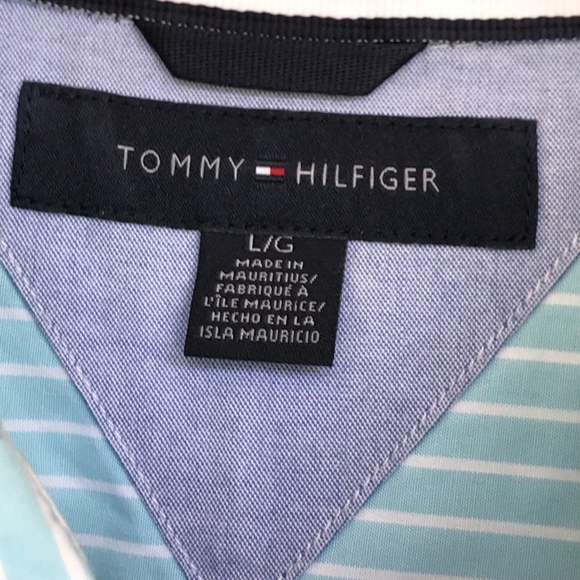 TOMMY HILFIGER
L/G
MADE IN
MAURITIUS/
FABRIQUÉ À
L'ÎLE MAURICE/
HECHO EN LA
ISLA MAURICIO